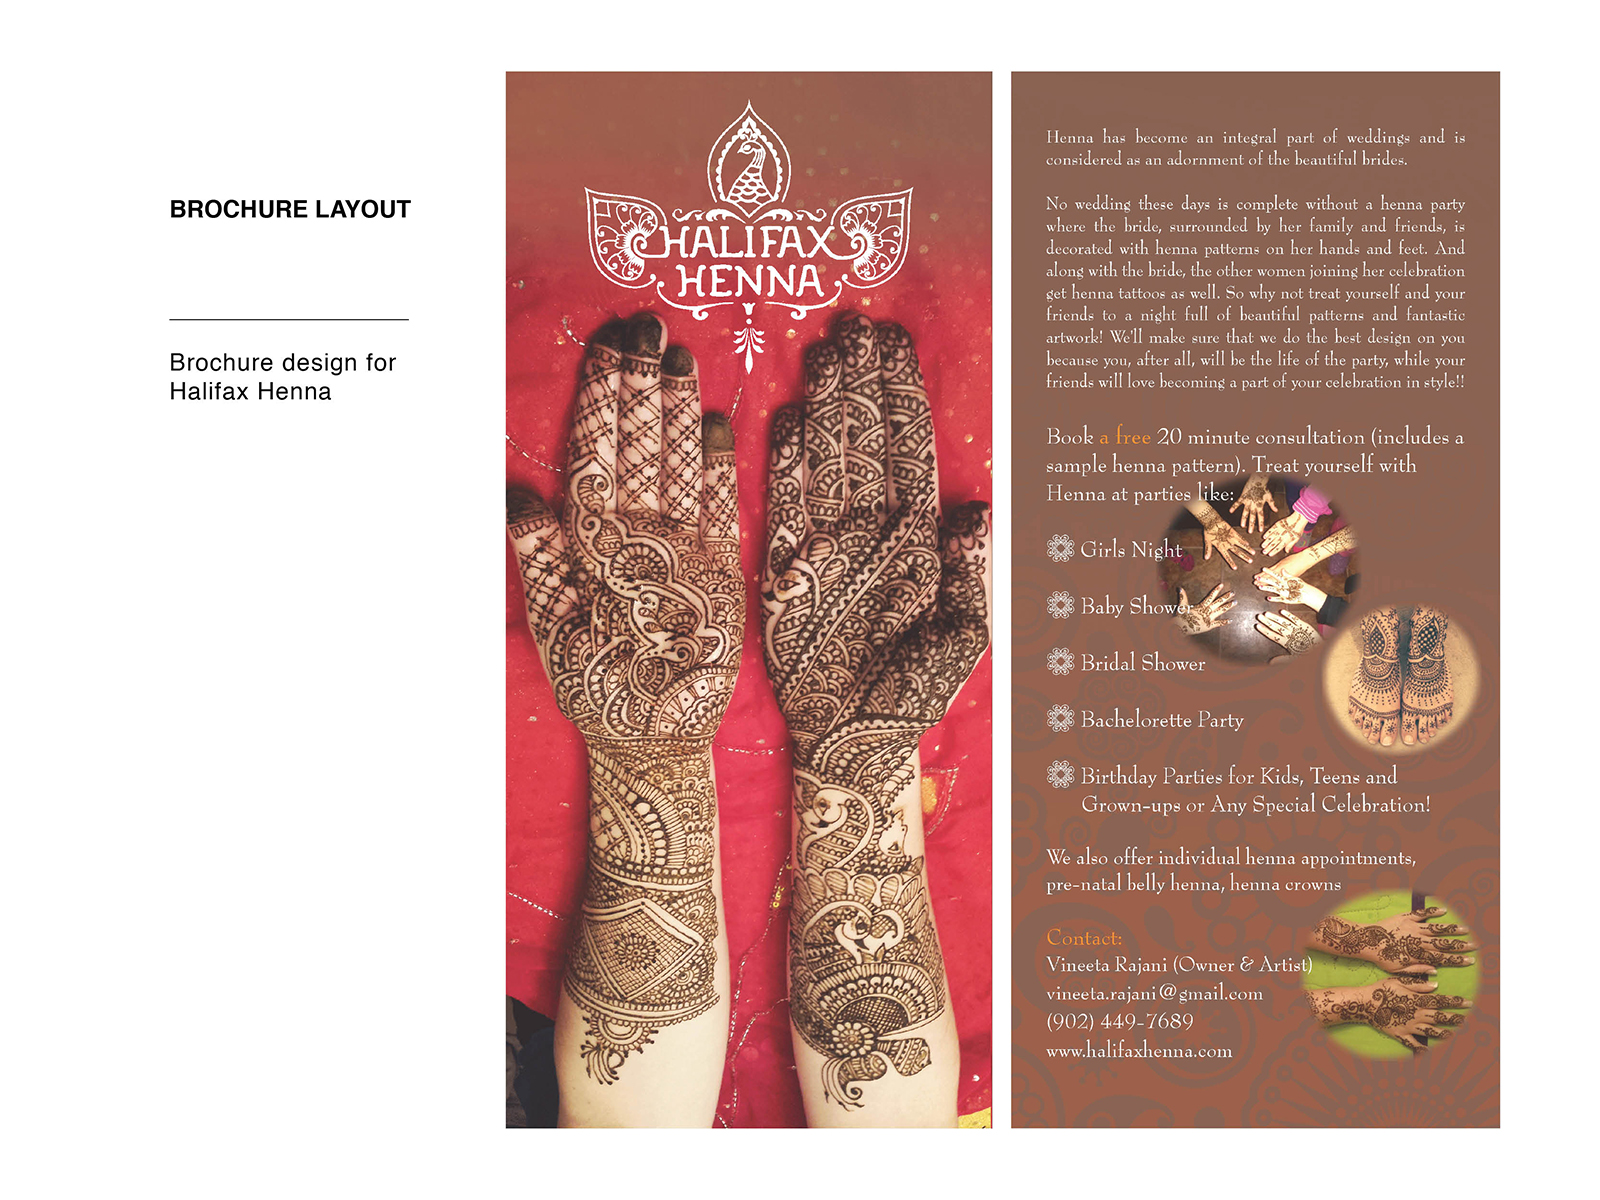 BROCHURE LAYOUT
Brochure design for
Halifax Henna
HALIFAX
HENNA
Henna has become an integral part of weddings and is
considered as an adornment of the beautiful brides.
No wedding these days is complete without a henna party
where the bride, surrounded by her family and friends, is
decorated with henna patterns on her hands and feet. And
along with the bride, the other women joining her celebration
get henna tattoos as well. So why not treat yourself and your
friends to a night full of beautiful patterns and fantastic
artwork! We'll make sure that we do the best design on you
because you, after all, will be the life of the party, while your
friends will love becoming a part of your celebration in style!!
Book a free 20 minute consultation (includes a
sample henna pattern). Treat yourself with
Henna at parties like:
Girls Night
Baby Shower
Bridal Shower
Bachelorette Party
Birthday Parties for Kids, Teens and
Grown-ups or Any Special Celebration!
We also offer individual henna appointments,
pre-natal belly henna, henna crowns
Contact:
Vineeta Rajani (Owner & Artist)
vineeta.rajani@gmail.com
(902) 449-7689
www.halifaxhenna.com